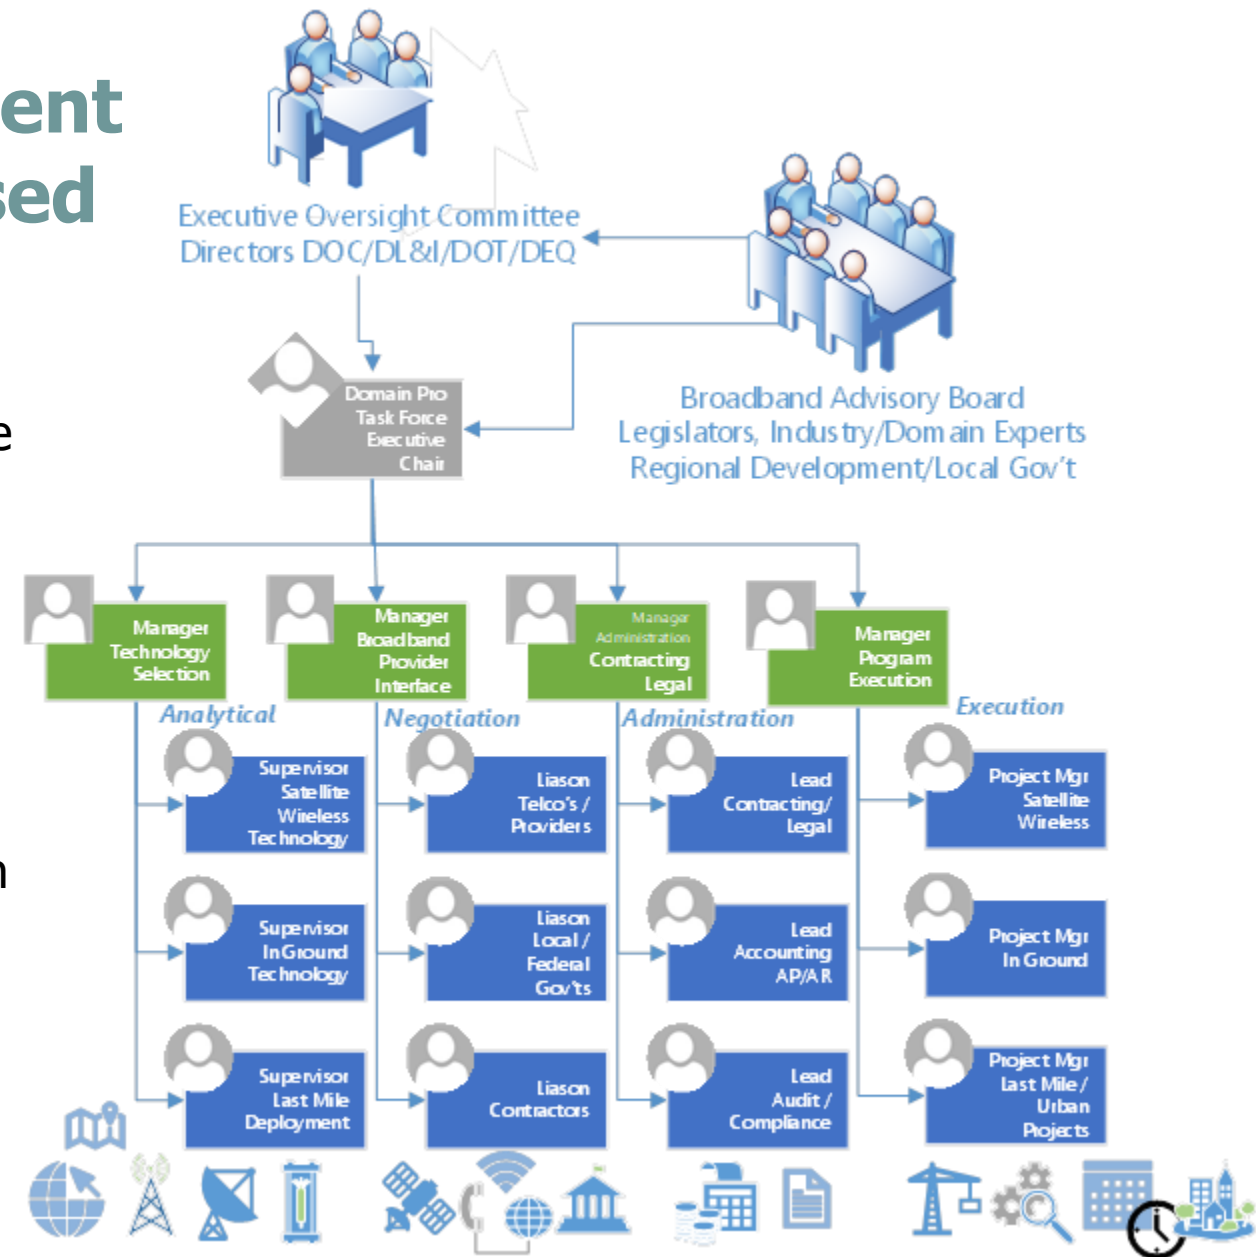 ent
sed
e
n
Executive Oversight Committee
Directors DOC/DL&I/DOT/DEQ
Broadband Advisory Board
Legislators, Industry/Domain Experts
Regional Development/Local Gov't
Domain Pro
Task Force
Executive
Chair
Manager
Technology
Selection
Manager
Broadband
Provider
Interface
Manager
Administration
Contracting
Legal
Manager
Program
Execution
Analytical
Negotiation
Administration
Execution
Supervisor
Satellite
Wireless
Technology
Liason
Telco's /
Providers
Lead
Contracting/
Legal
Project Mgr
Satellite
Wireless
Supervisor
In Ground
Technology
Liason
Local /
Federal
Gov'ts
Lead
Accounting
AP/AR
Project Mgr
In Ground
Supervisor
Last Mile
Deployment
Liason
Contractors
Lead
Audit /
Compliance
Project Mgr
Last Mile /
Urban
Projects